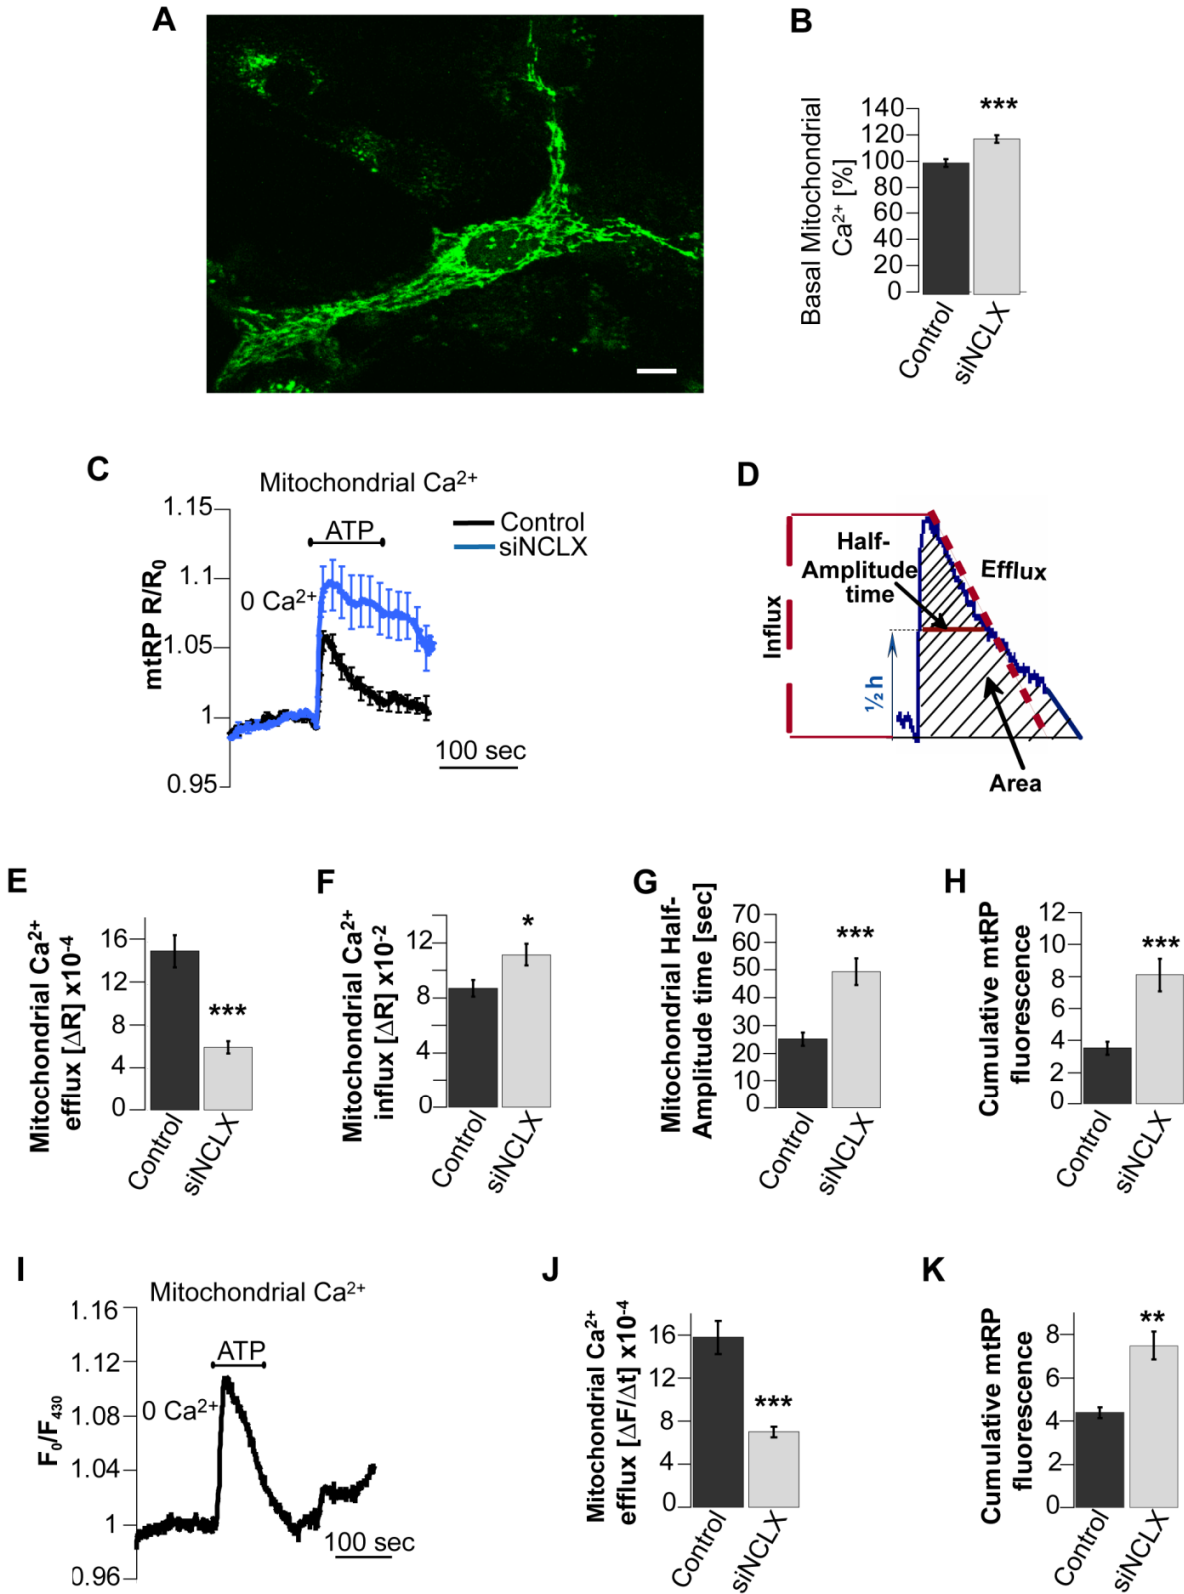 A
B
Basal Mitochondrial
Ca²⁺ [%]
140
120
100
80
60
40
20
0
***
Control
siNCLX
C
Mitochondrial Ca²⁺
mtRP R/R₀
1.15
1.1
1.05
1
0.95
ATP
0 Ca²⁺
Control
siNCLX
100 sec
D
Influx
Half-
Amplitude
time
Efflux
½ h
Area
E
Mitochondrial Ca²⁺
efflux [ΔR] x10⁻⁴
16
12
8
4
0
***
Control
siNCLX
F
Mitochondrial Ca²⁺
influx [ΔR] x10⁻²
12
8
4
0
*
Control
siNCLX
G
Mitochondrial Half-
Amplitude time [sec]
70
60
50
40
30
20
10
0
***
Control
siNCLX
H
Cumulative mtRP
fluorescence
12
10
8
6
4
2
0
***
Control
siNCLX
I
Mitochondrial Ca²⁺
F₀/F₄₃₀
1.16
1.12
1.08
1.04
1
0.96
ATP
0 Ca²⁺
100 sec
J
Mitochondrial Ca²⁺
efflux [ΔF/Δt] x10⁻⁴
16
12
8
4
0
***
Control
siNCLX
K
Cumulative mtRP
fluorescence
8
6
4
2
0
**
Control
siNCLX